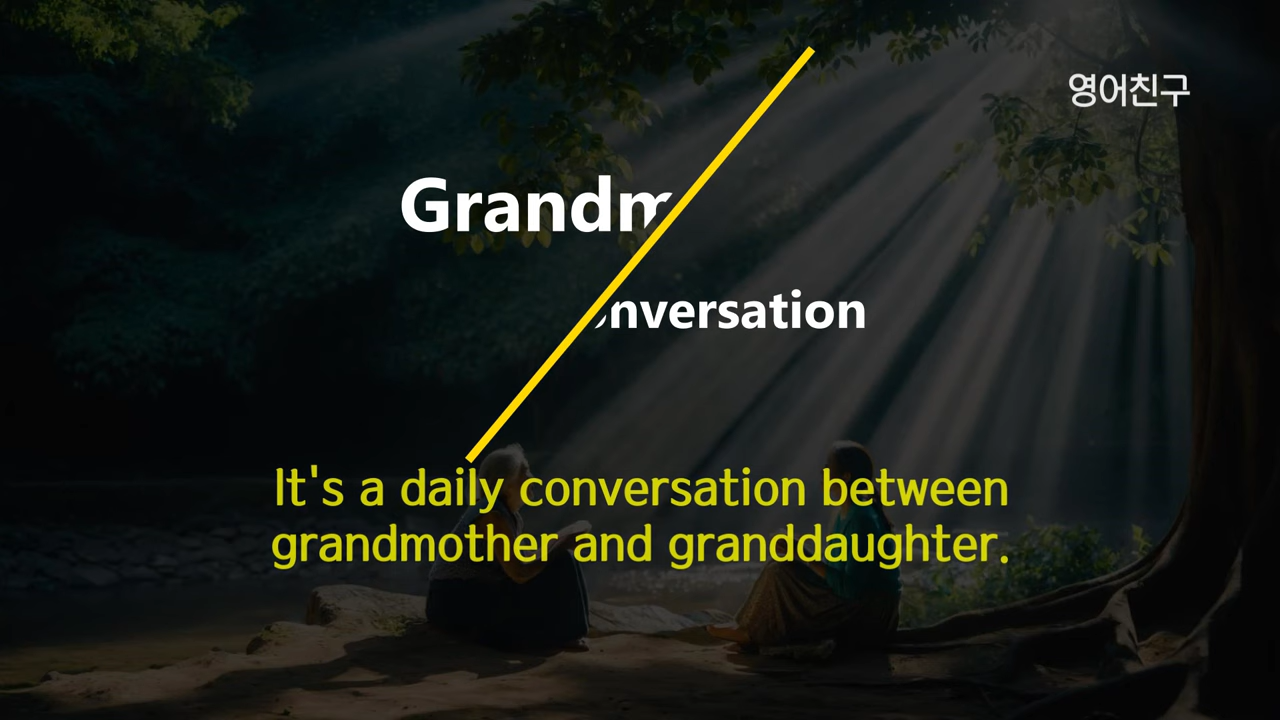 영어친구
Grandm
nversation
It's a daily conversation between
grandmother and granddaughter.